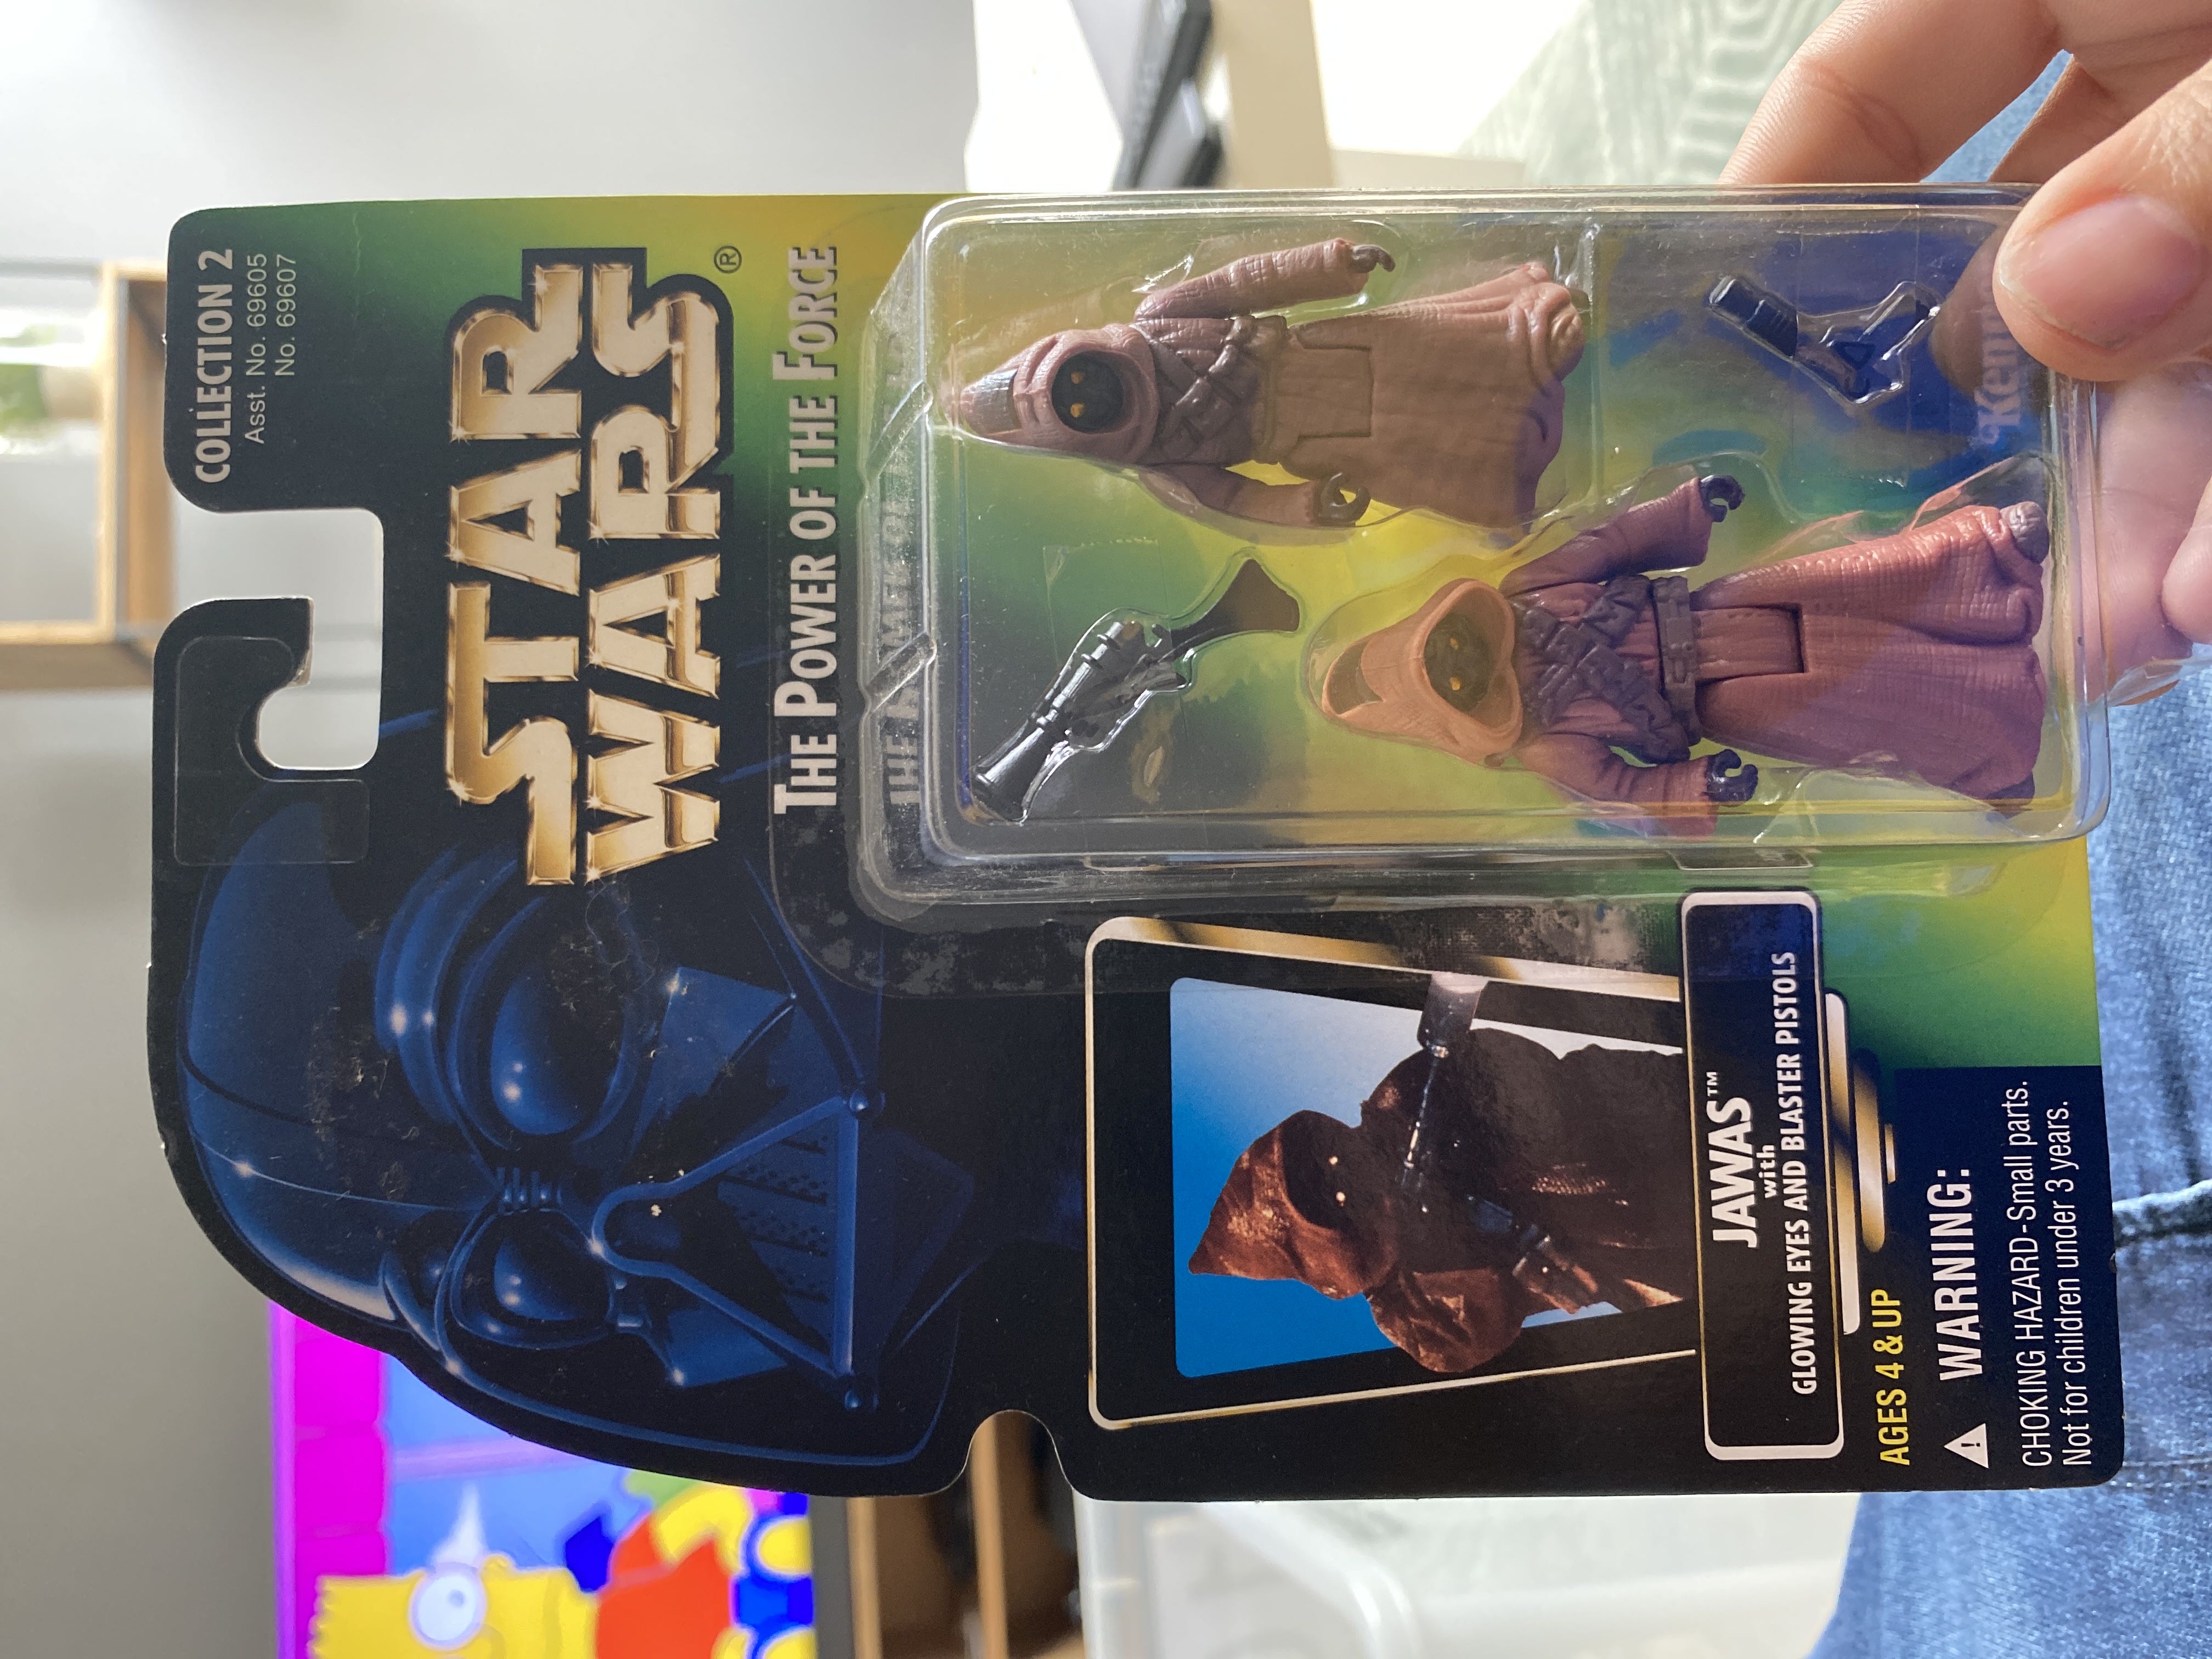 COLLECTION 2
Asst. No. 69605
No. 69607
STAR
WARS®
THE POWER OF THE FORCE
JAWAS™
with
GLOWING EYES AND BLASTER PISTOLS
AGES 4 & UP
WARNING:
CHOKING HAZARD-Small parts.
Not for children under 3 years.